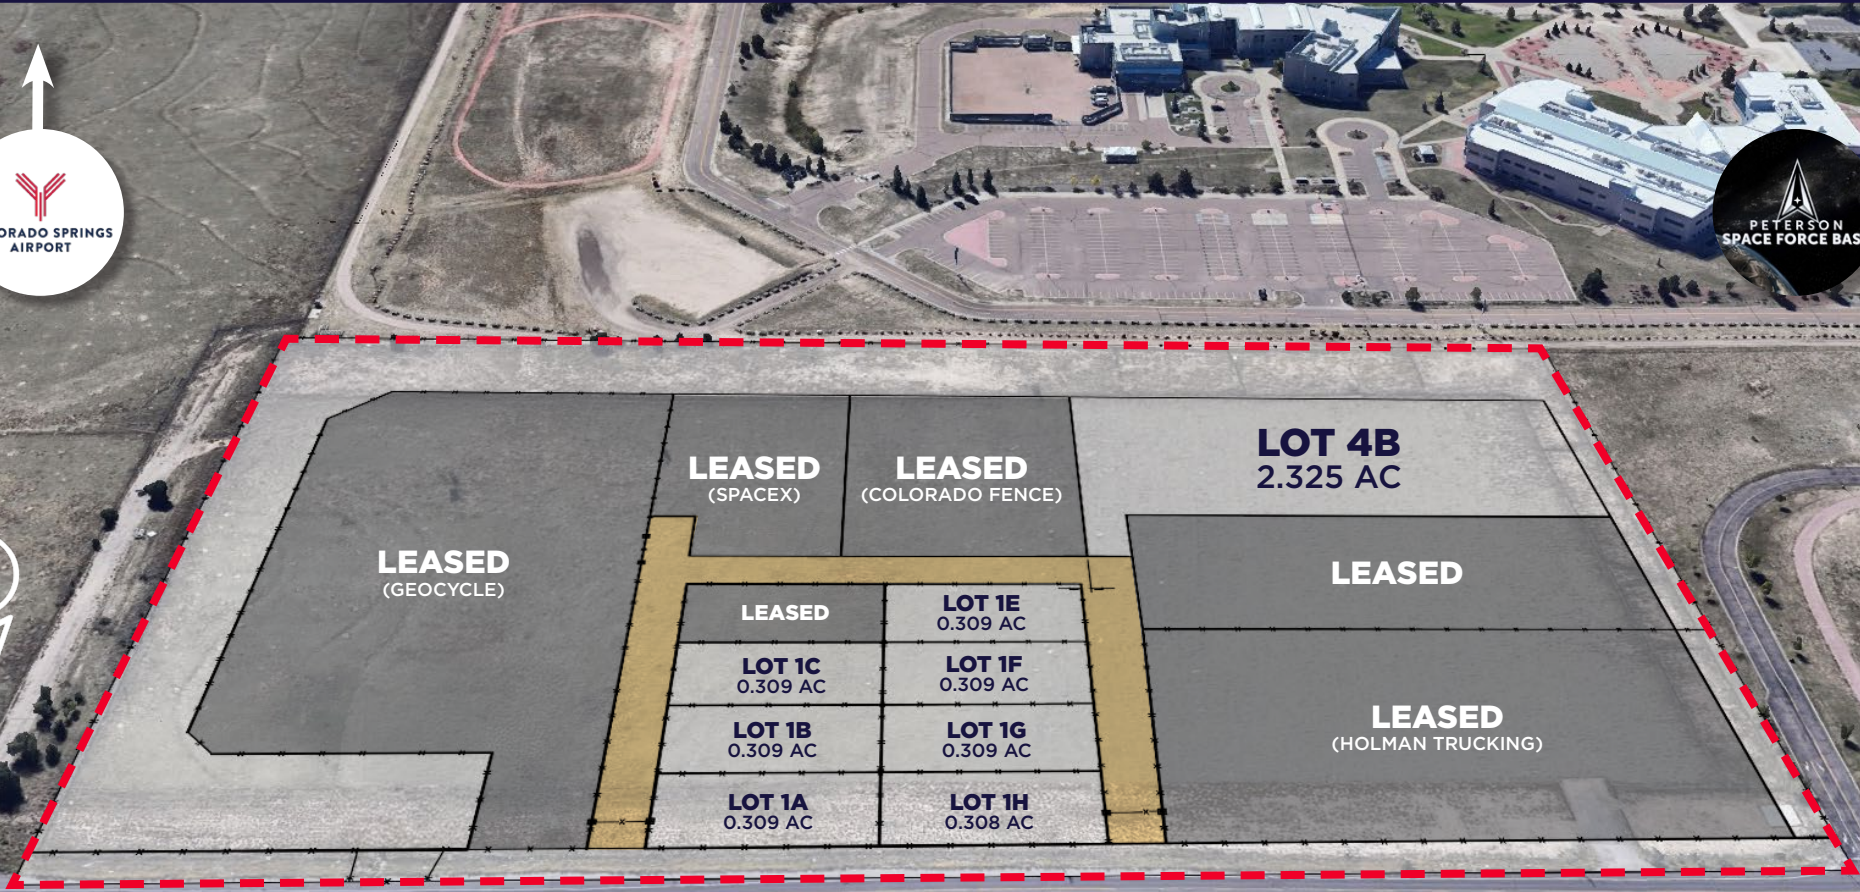 ORADO SPRINGS
AIRPORT
PETERSON
SPACE FORCE BAS
LOT 4B
2.325 AC
LEASED
(SPACEX)
LEASED
(COLORADO FENCE)
LEASED
(GEOCYCLE)
LEASED
LEASED
LOT 1E
0.309 AC
LOT 1C
0.309 AC
LOT 1F
0.309 AC
LOT 1B
0.309 AC
LOT 1G
0.309 AC
LEASED
(HOLMAN TRUCKING)
LOT 1A
0.309 AC
LOT 1H
0.308 AC